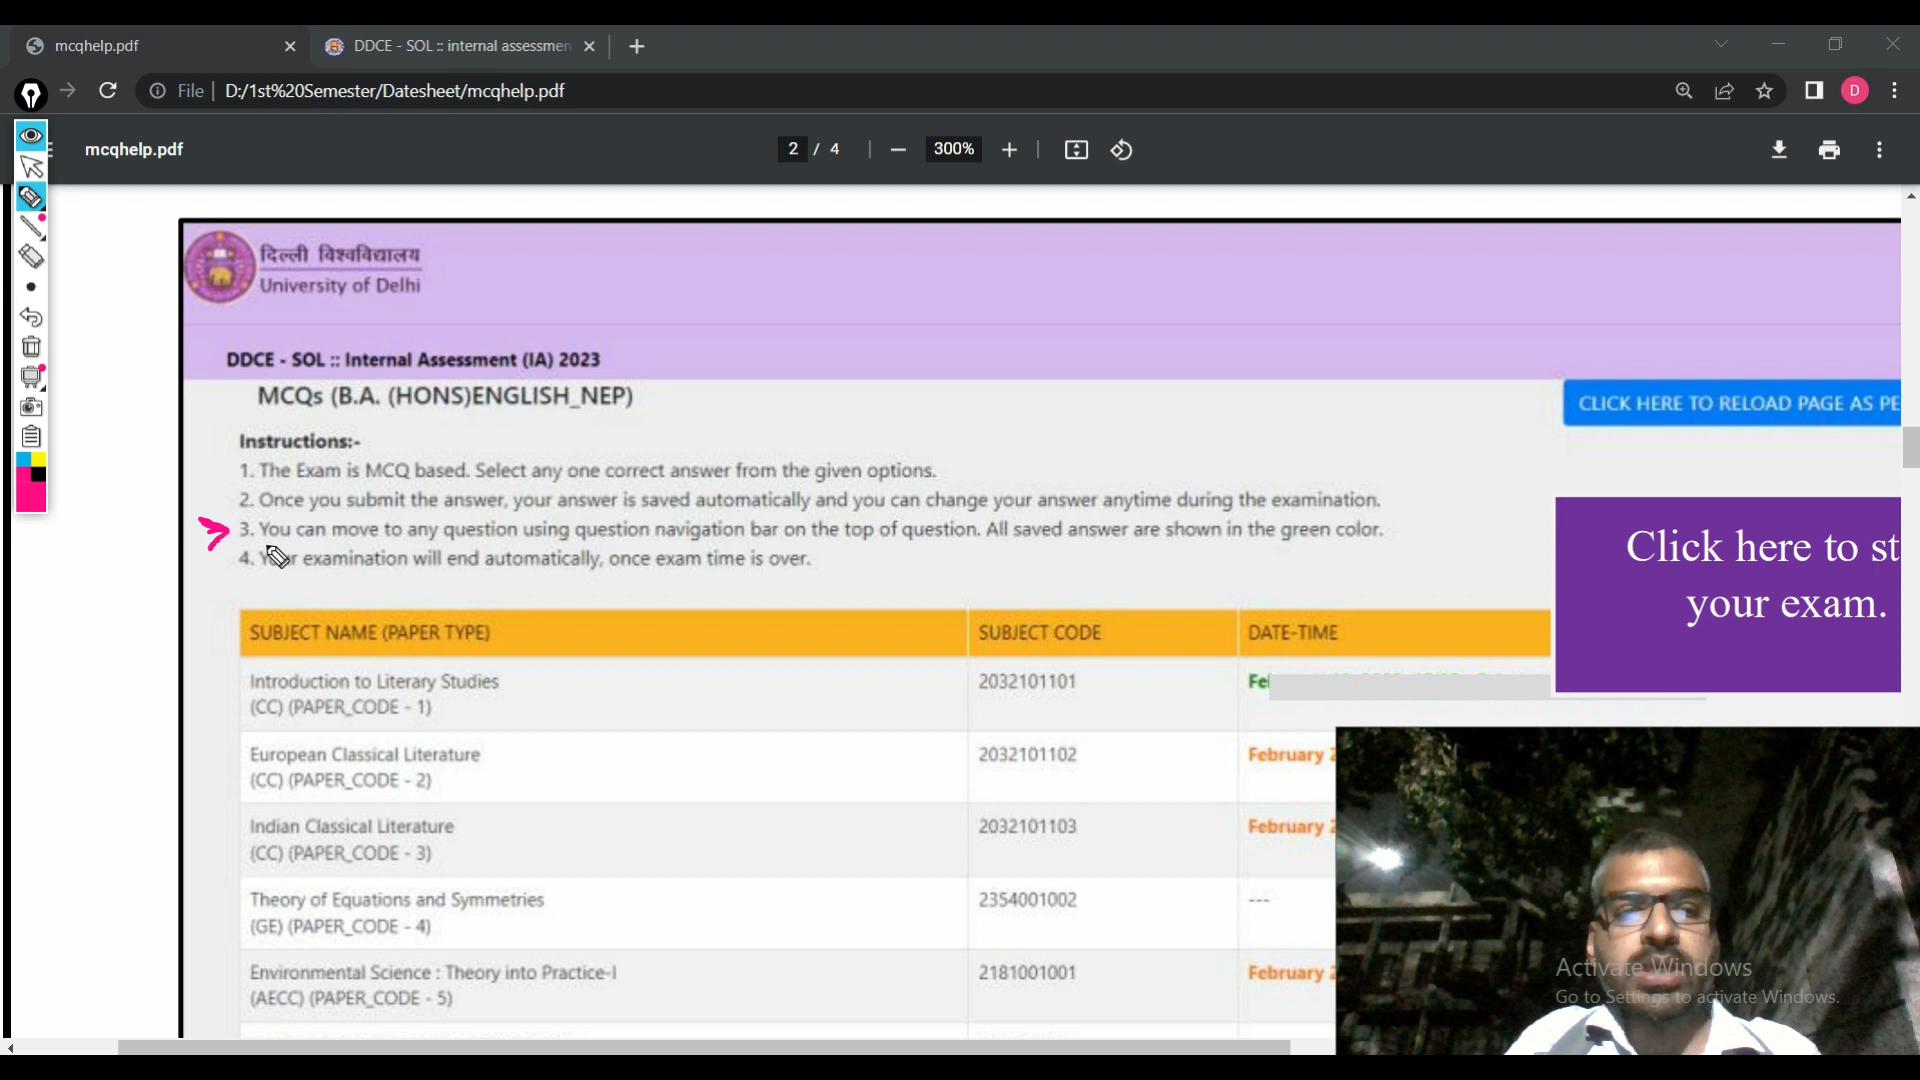 mcqhelp.pdf
DDCE - SOL :: internal assessmen
File
D:/1st%20Semester/Datesheet/mcqhelp.pdf
D
mcqhelp.pdf
2 / 4
300%
दिल्ली विश्वविद्यालय
University of Delhi
DDCE - SOL :: Internal Assessment (IA) 2023
MCQs (B.A. (HONS)ENGLISH_NEP)
CLICK HERE TO RELOAD PAGE AS PE
Instructions:-
1. The Exam is MCQ based. Select any one correct answer from the given options.
2. Once you submit the answer, your answer is saved automatically and you can change your answer anytime during the examination.
3. You can move to any question using question navigation bar on the top of question. All saved answer are shown in the green color.
4. Your examination will end automatically, once exam time is over.
Click here to st
your exam.
SUBJECT NAME (PAPER TYPE) SUBJECT CODE DATE-TIME
Introduction to Literary Studies 2032101101 Fe
(CC) (PAPER_CODE - 1)
European Classical Literature 2032101102 February 2
(CC) (PAPER_CODE - 2)
Indian Classical Literature 2032101103 February 2
(CC) (PAPER_CODE - 3)
Theory of Equations and Symmetries 2354001002 ---
(GE) (PAPER_CODE - 4)
Environmental Science : Theory into Practice-I 2181001001 February 2
(AECC) (PAPER_CODE - 5)
Activate Windows
Go to Settings to activate Windows.